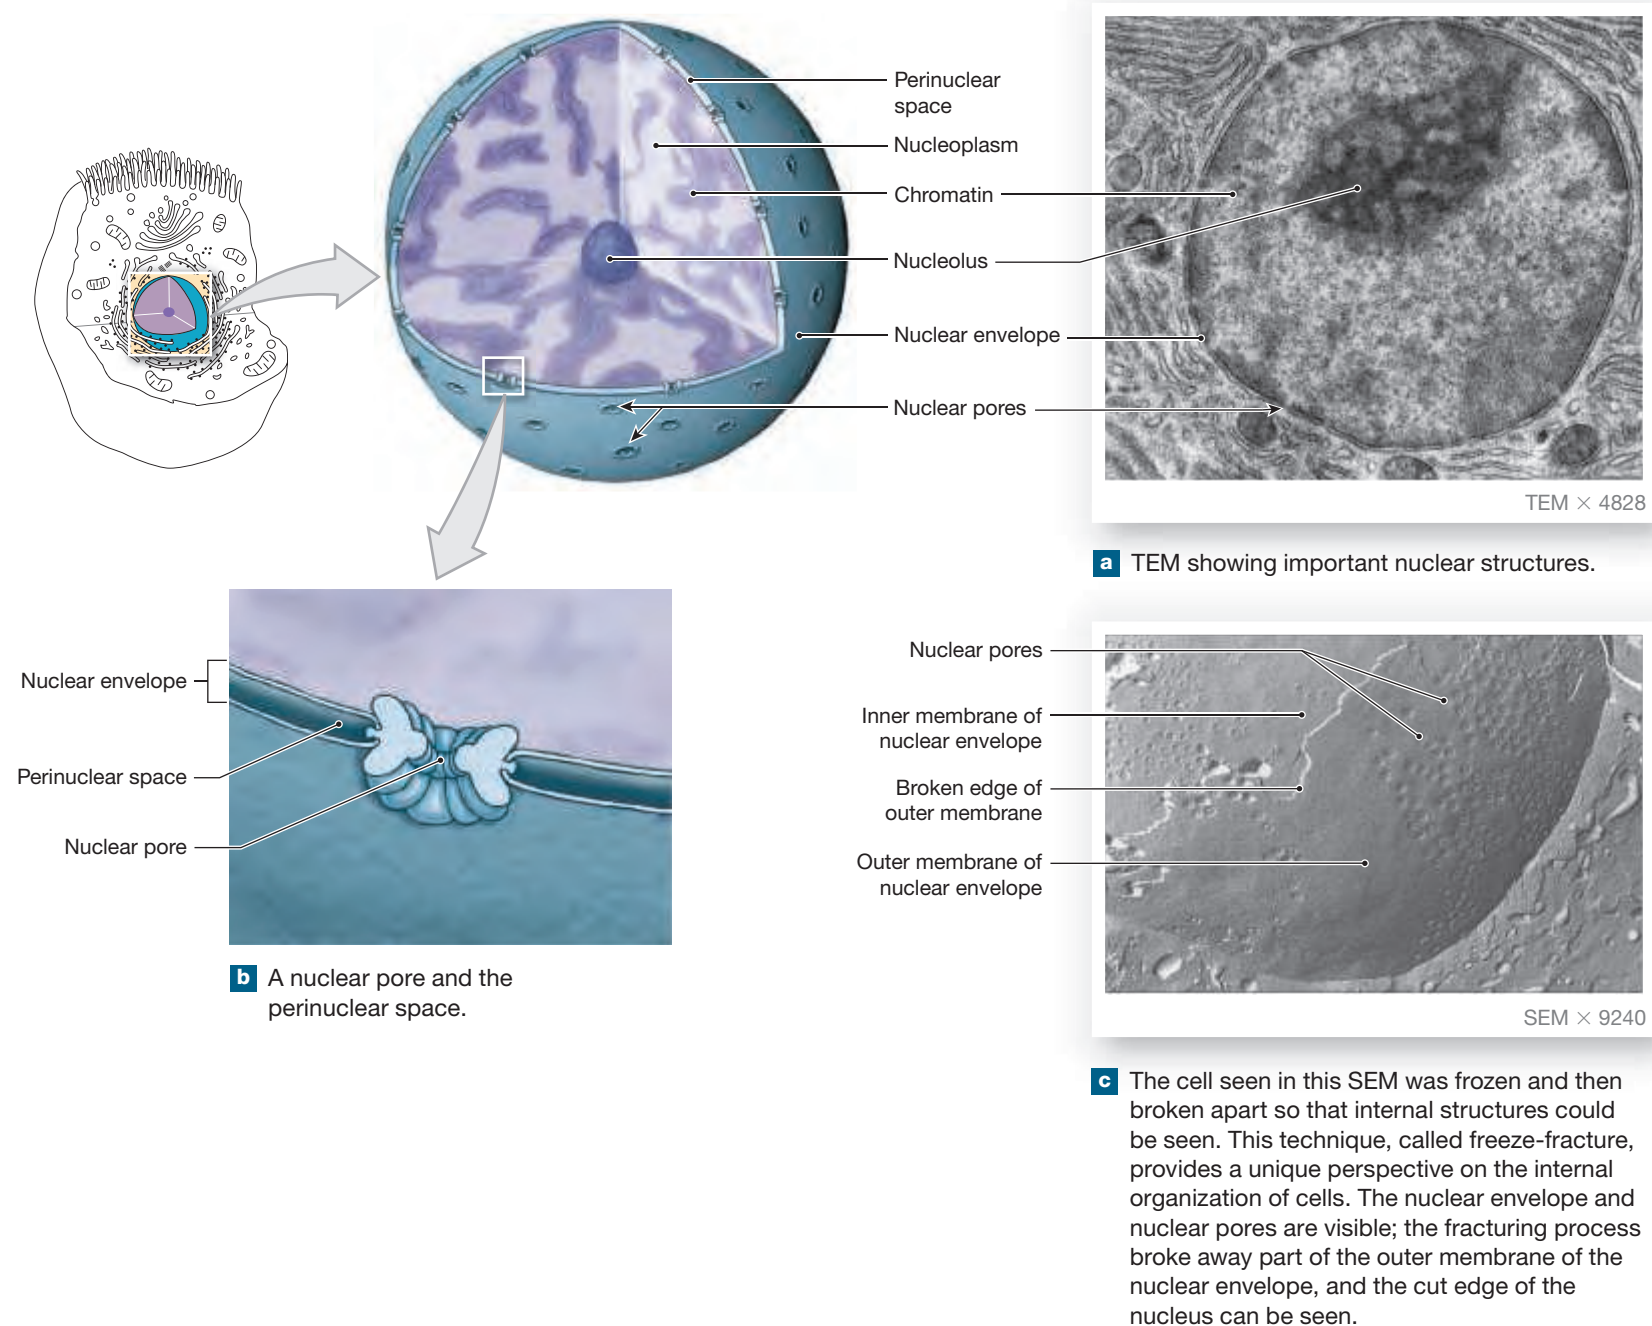 Perinuclear
space
Nucleoplasm
Chromatin
Nucleolus
Nuclear envelope
Nuclear pores
TEM × 4828
a TEM showing important nuclear structures.
Nuclear envelope
Perinuclear space
Nuclear pore
b A nuclear pore and the
perinuclear space.
Nuclear pores
Inner membrane of
nuclear envelope
Broken edge of
outer membrane
Outer membrane of
nuclear envelope
SEM × 9240
c The cell seen in this SEM was frozen and then
broken apart so that internal structures could
be seen. This technique, called freeze-fracture,
provides a unique perspective on the internal
organization of cells. The nuclear envelope and
nuclear pores are visible; the fracturing process
broke away part of the outer membrane of the
nuclear envelope, and the cut edge of the
nucleus can be seen.